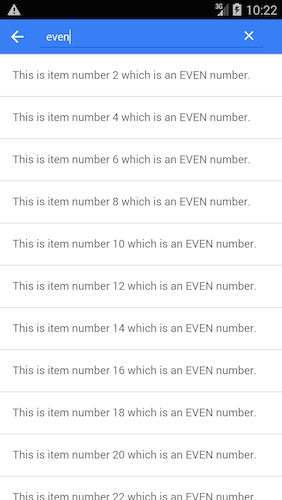 3G 10:22
even
This is item number 2 which is an EVEN number.
This is item number 4 which is an EVEN number.
This is item number 6 which is an EVEN number.
This is item number 8 which is an EVEN number.
This is item number 10 which is an EVEN number.
This is item number 12 which is an EVEN number.
This is item number 14 which is an EVEN number.
This is item number 16 which is an EVEN number.
This is item number 18 which is an EVEN number.
This is item number 20 which is an EVEN number.
This is item number 22 which is an EVEN number.